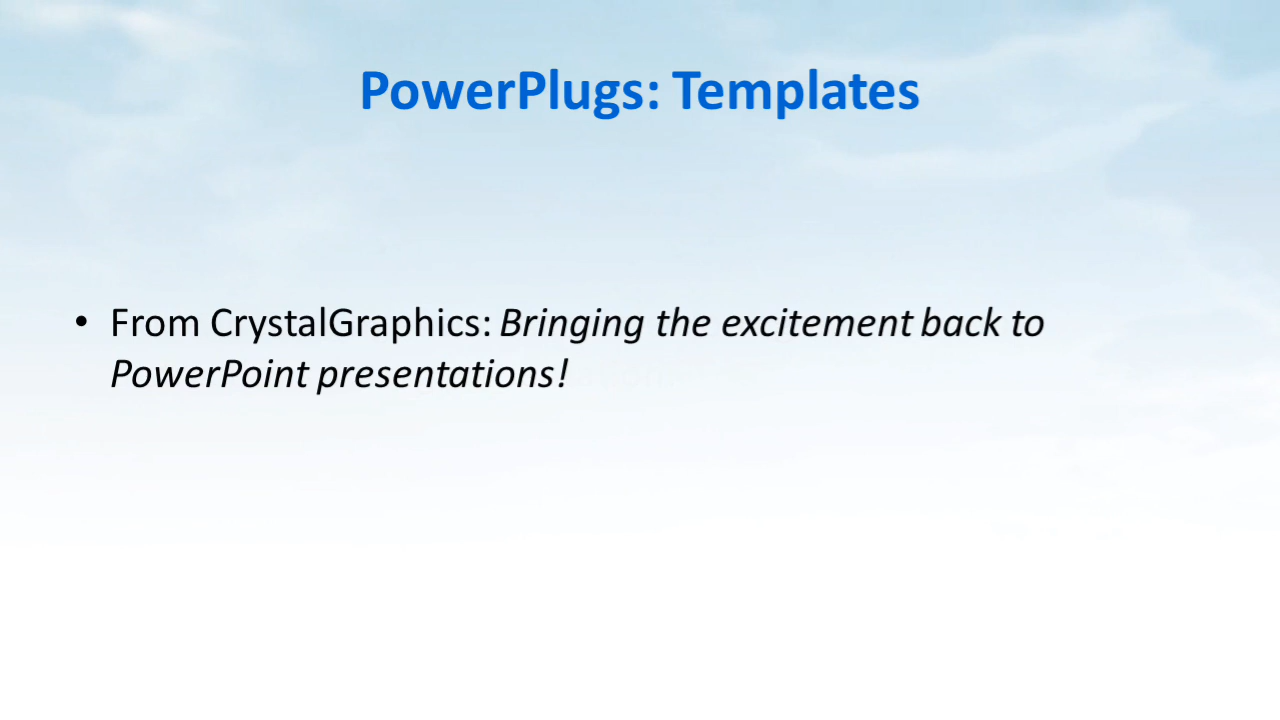 PowerPlugs: Templates
• From CrystalGraphics: Bringing the excitement back to
PowerPoint presentations!